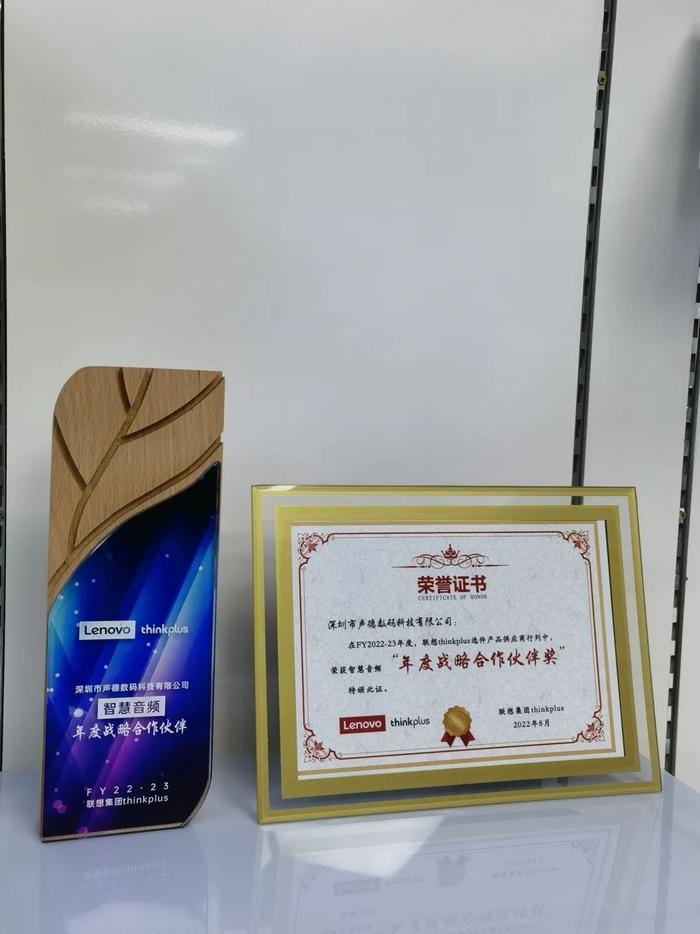 Lenovo thinkplus
深圳市声德数码科技有限公司
智慧音频
年度战略合作伙伴
FY22-23
联想集团thinkplus
荣誉证书
CERTIFICATE OF HONOR
深圳市声德数码科技有限公司:
在FY2022-23年度,联想thinkplus选件产品供应商行列中,
荣获智慧音频“年度战略合作伙伴奖”
特颁此证。
Lenovo thinkplus
联想集团thinkplus
2022年8月